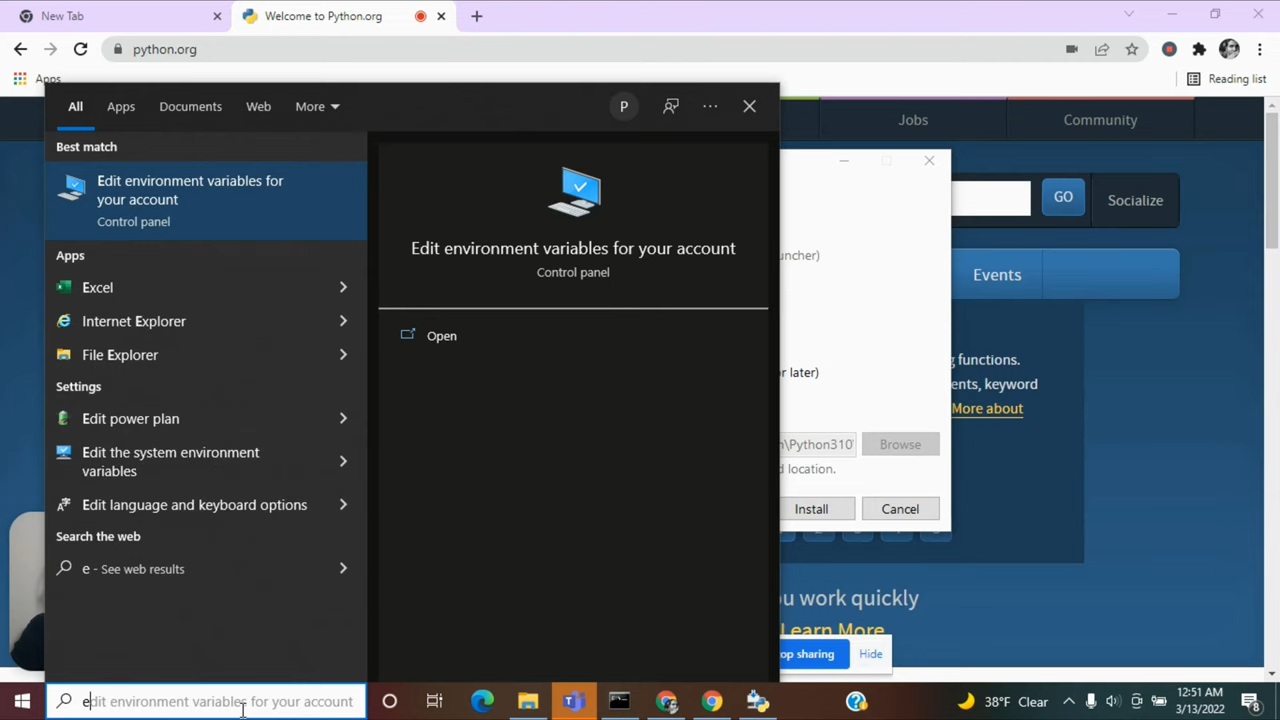 New Tab
Welcome to Python.org
python.org
Apps
Reading list
All Apps Documents Web More P
Jobs Community
Best match
Edit environment variables for
your account
Control panel
Edit environment variables for your account
Control panel
Open
Apps
Excel
Internet Explorer
File Explorer
Settings
Edit power plan
Edit the system environment
variables
Edit language and keyboard options
Search the web
e - See web results
GO
Socialize
uncher)
Events
functions.
or later)
ents, keyword
More about
n\Python310\
Browse
d location.
Install Cancel
u work quickly
Learn More
op sharing Hide
edit environment variables for your account
38°F Clear
12:51 AM
3/13/2022
8